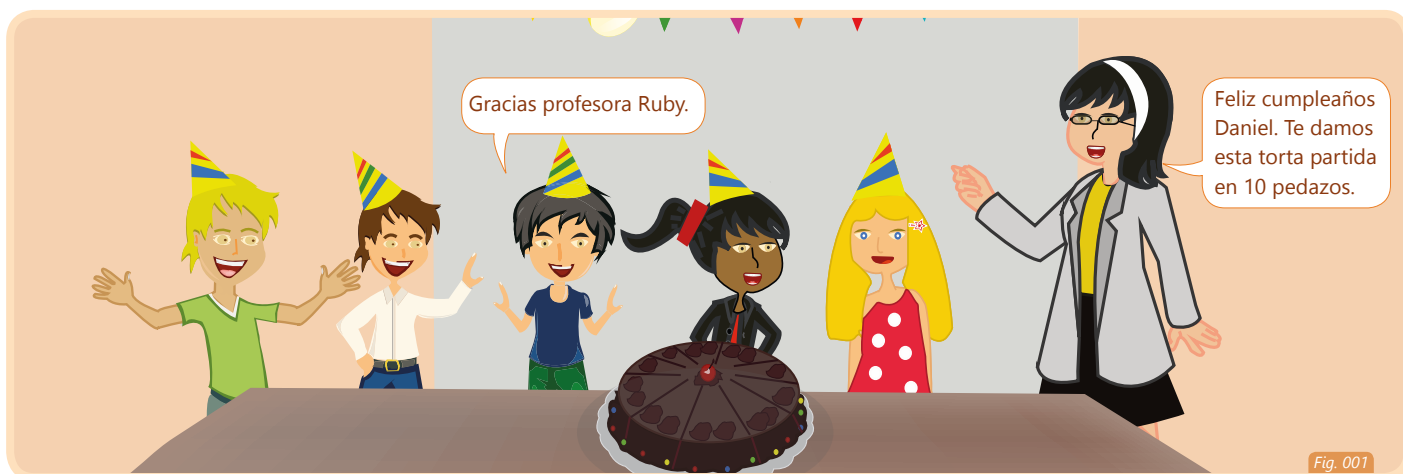 Gracias profesora Ruby.
Feliz cumpleaños
Daniel. Te damos
esta torta partida
en 10 pedazos.
Fig. 001